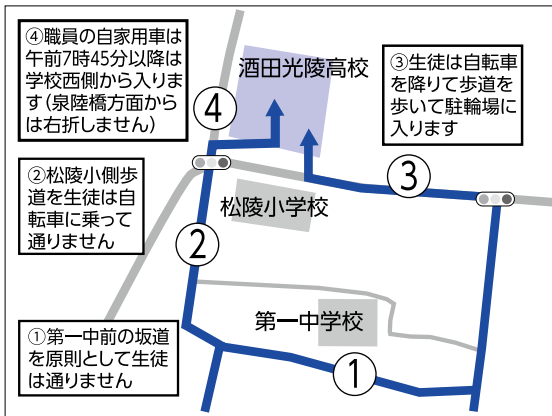 ④職員の自家用車は
午前7時45分以降は
学校西側から入りま
す(泉陸橋方面から
は右折しません)
酒田光陵高校
③生徒は自転車
を降りて歩道を
歩いて駐輪場に
入ります
④
③
②松陵小側歩
道を生徒は自
転車に乗って
通りません
松陵小学校
②
①第一中前の坂道
を原則として生徒
は通りません
第一中学校
①